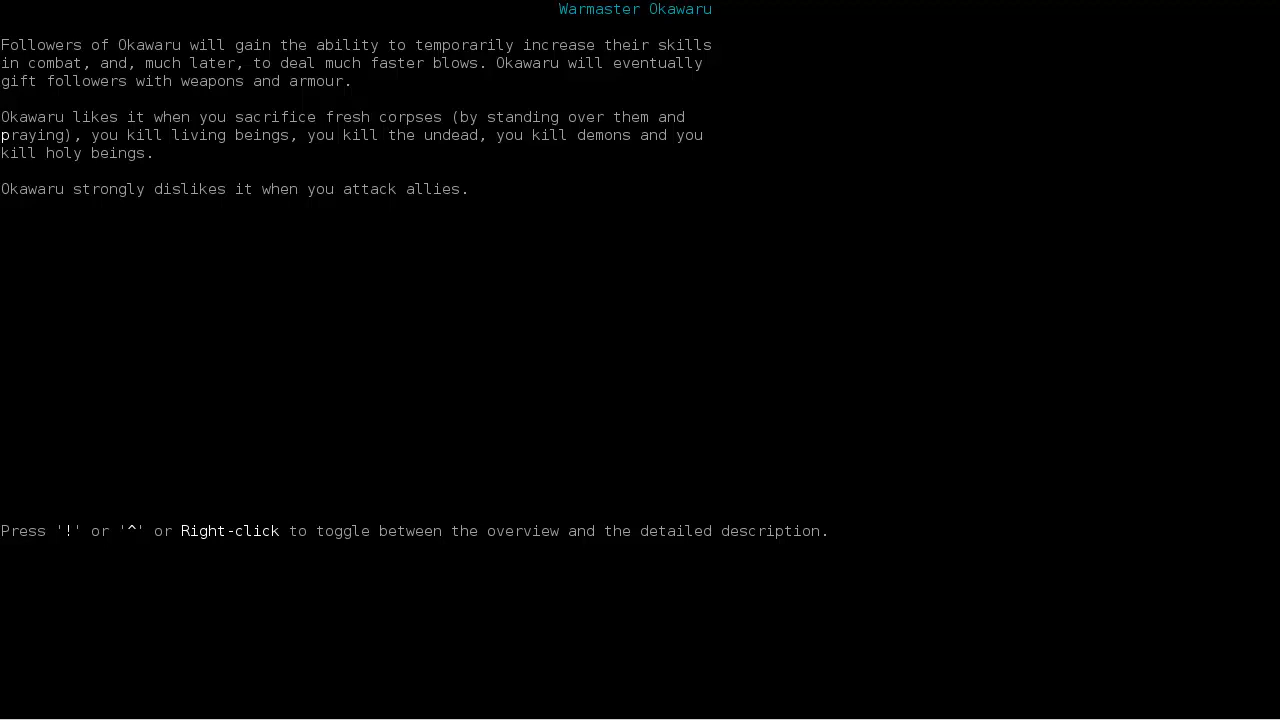 Warmaster Okawaru
Followers of Okawaru will gain the ability to temporarily increase their skills
in combat, and, much later, to deal much faster blows. Okawaru will eventually
gift followers with weapons and armour.
Okawaru likes it when you sacrifice fresh corpses (by standing over them and
praying), you kill living beings, you kill the undead, you kill demons and you
kill holy beings.
Okawaru strongly dislikes it when you attack allies.
Press '!' or '^' or Right-click to toggle between the overview and the detailed description.